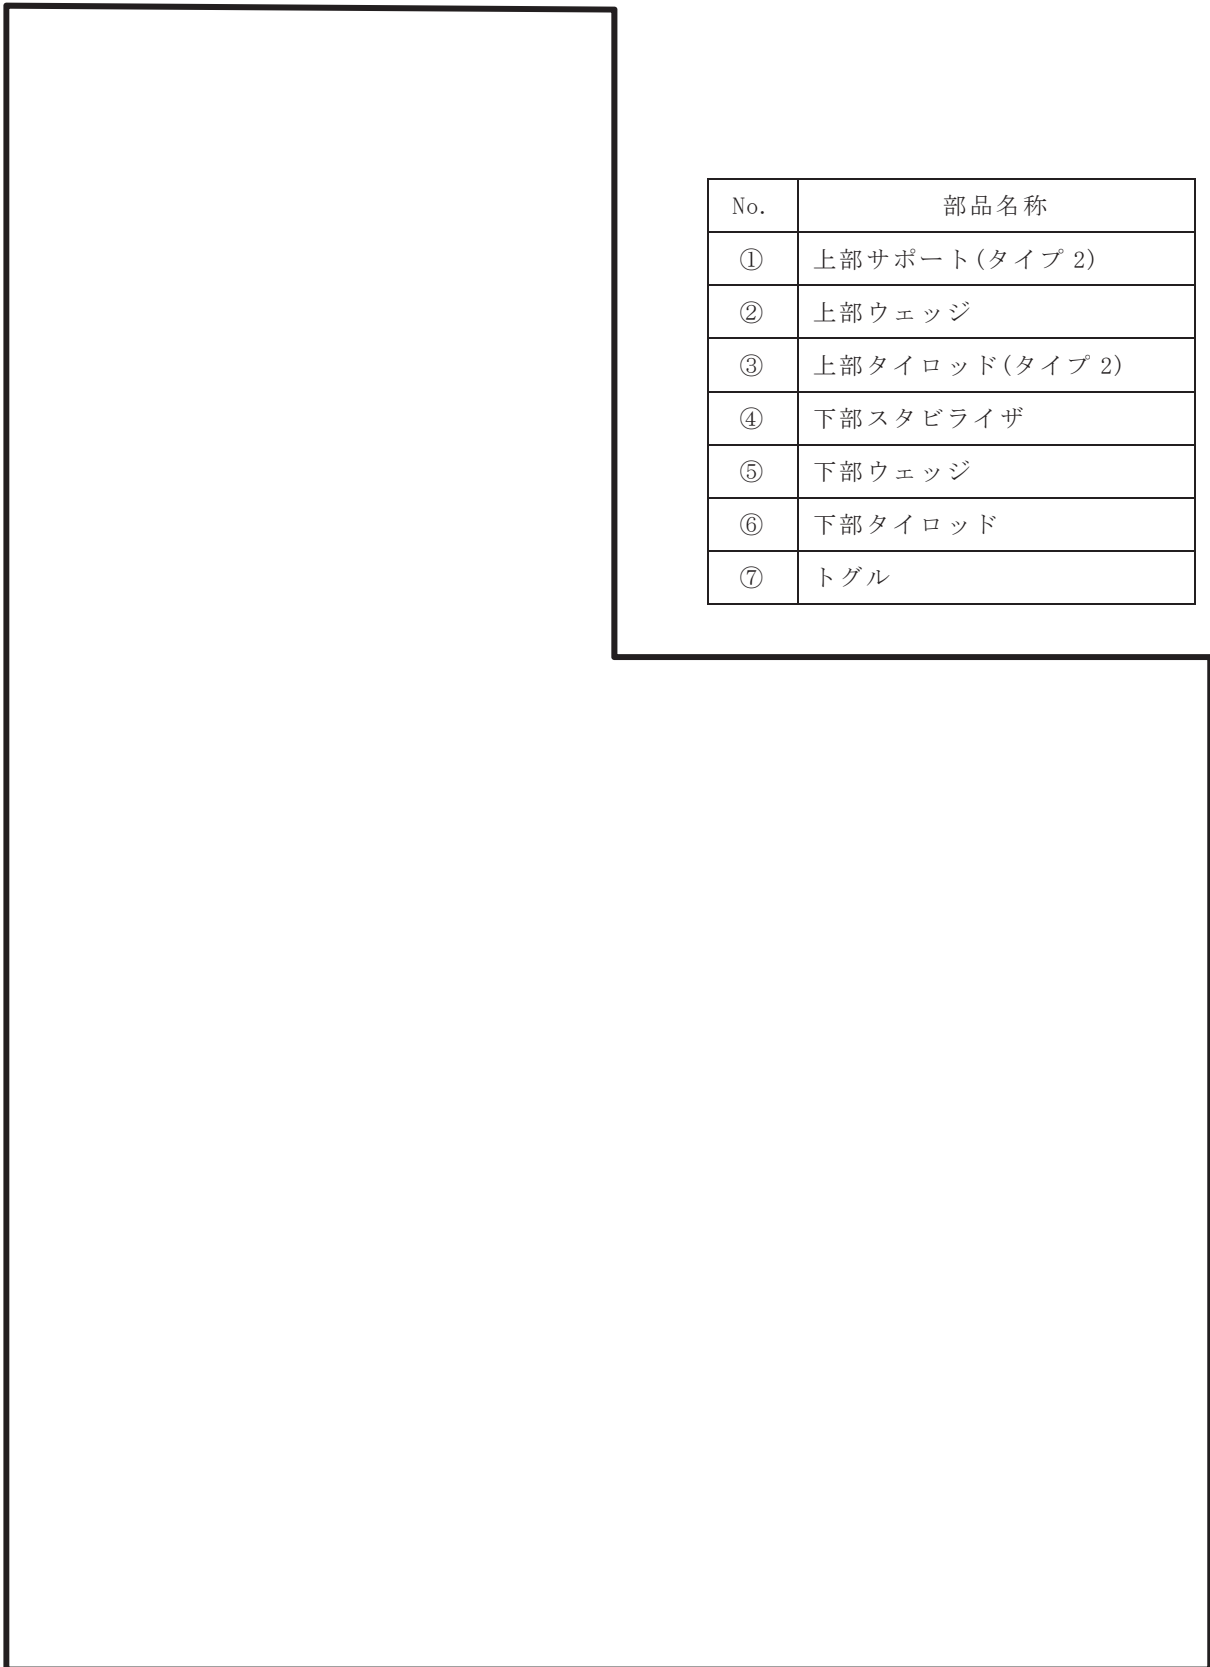 No. 部品名称
① 上部サポート(タイプ 2)
② 上部ウェッジ
③ 上部タイロッド(タイプ 2)
④ 下部スタビライザ
⑤ 下部ウェッジ
⑥ 下部タイロッド
⑦ トグル